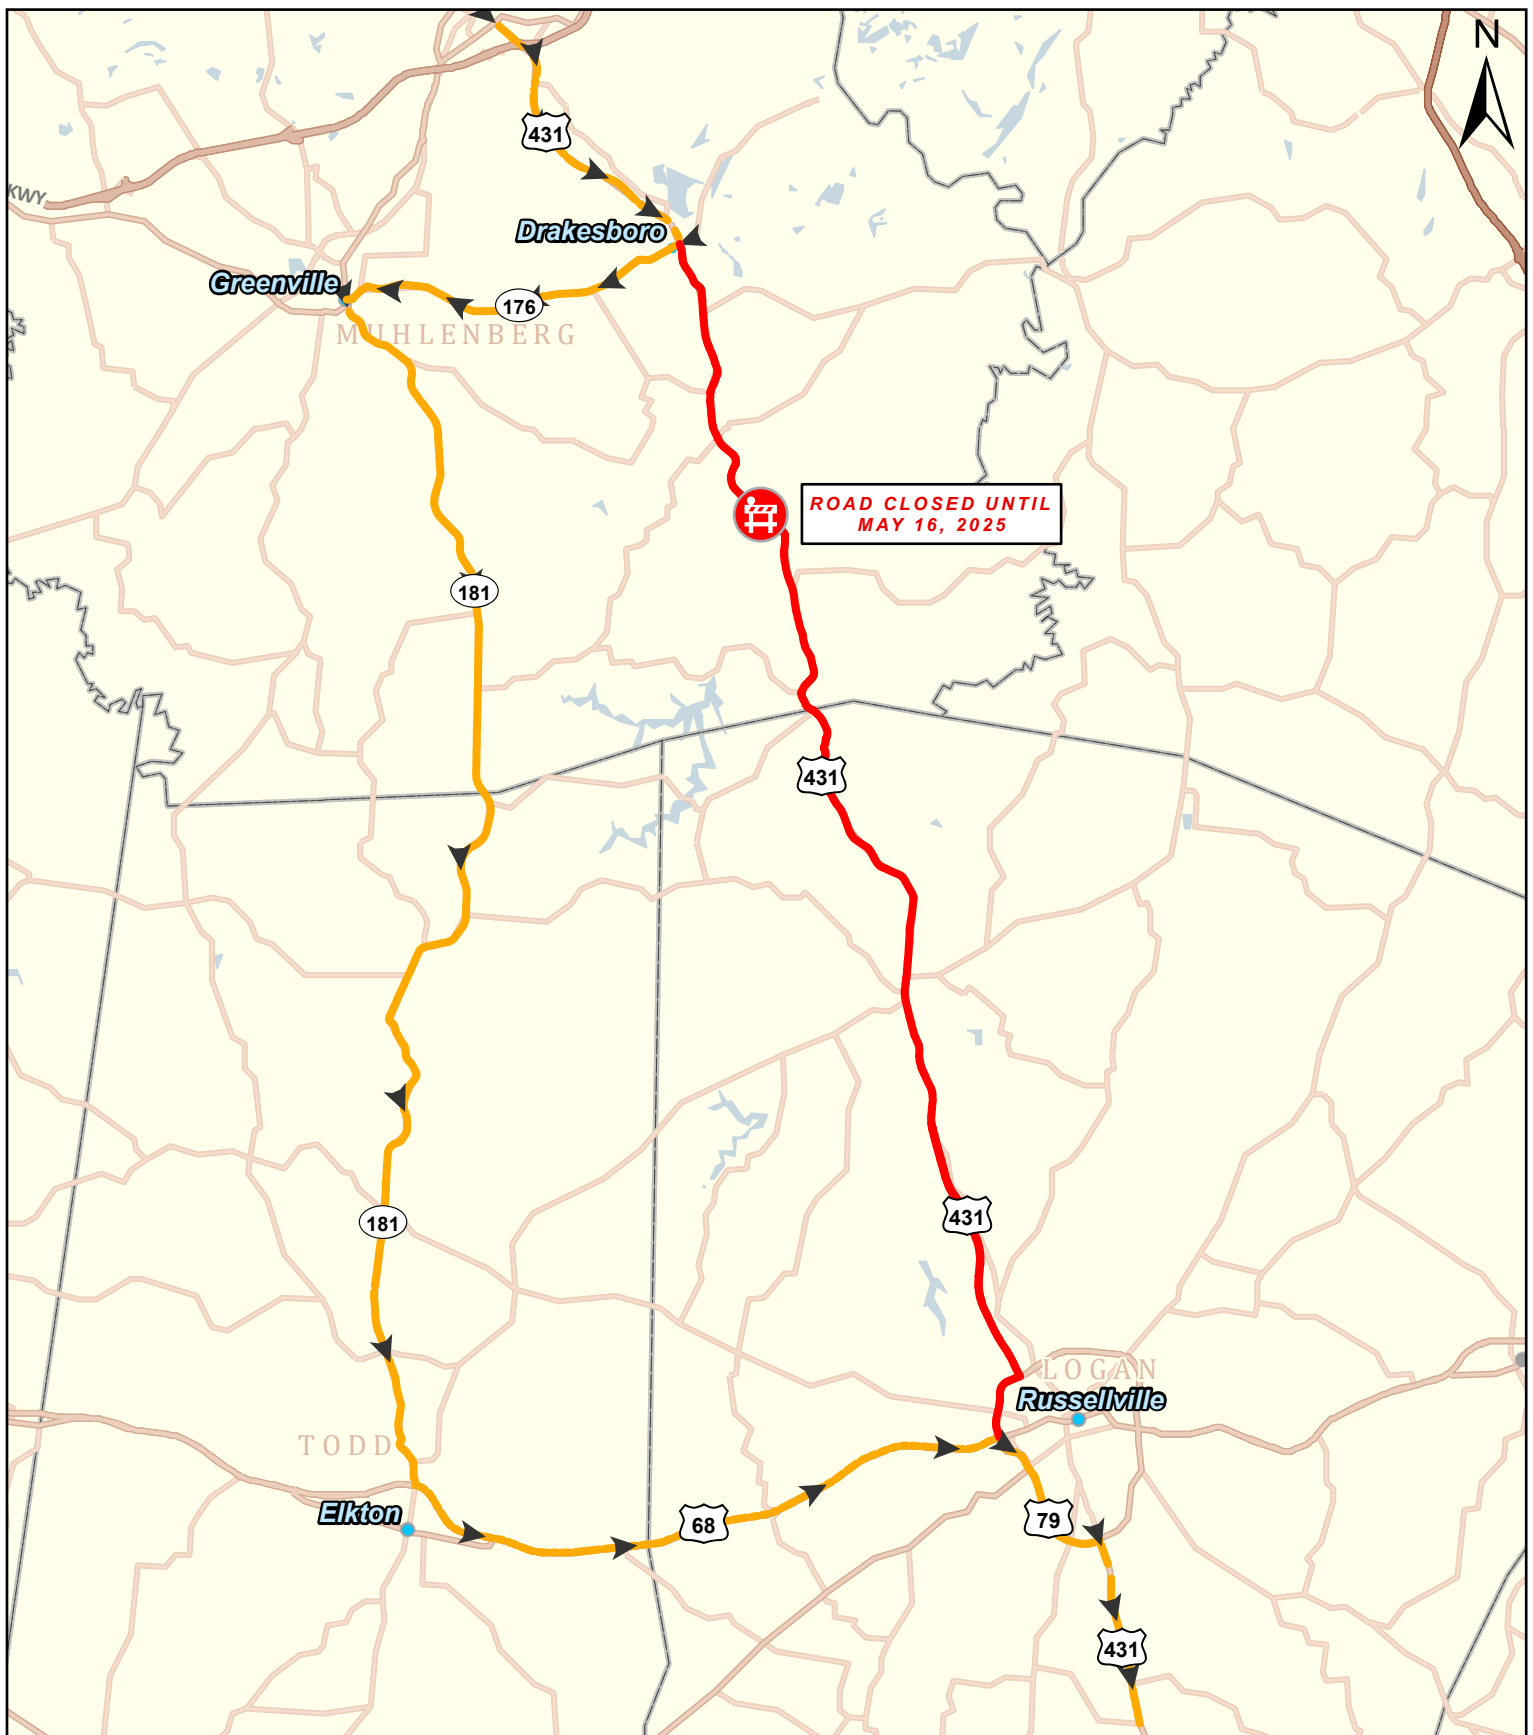 N
431
KWY
Drakesboro
Greenville
176
MUHLENBERG
ROAD CLOSED UNTIL
MAY 16, 2025
181
431
181
431
LOGAN
Russellville
TODD
Elkton
68
79
431